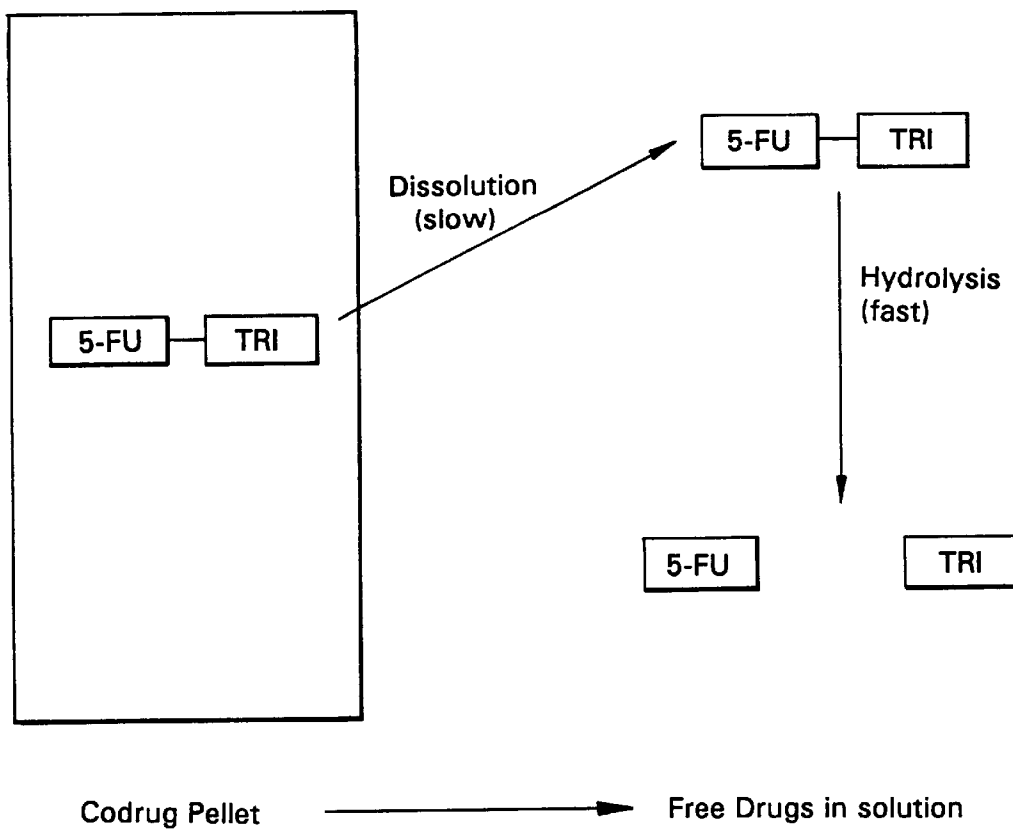 5-FU TRI
Dissolution
(slow)
5-FU TRI
Hydrolysis
(fast)
5-FU TRI
Codrug Pellet Free Drugs in solution